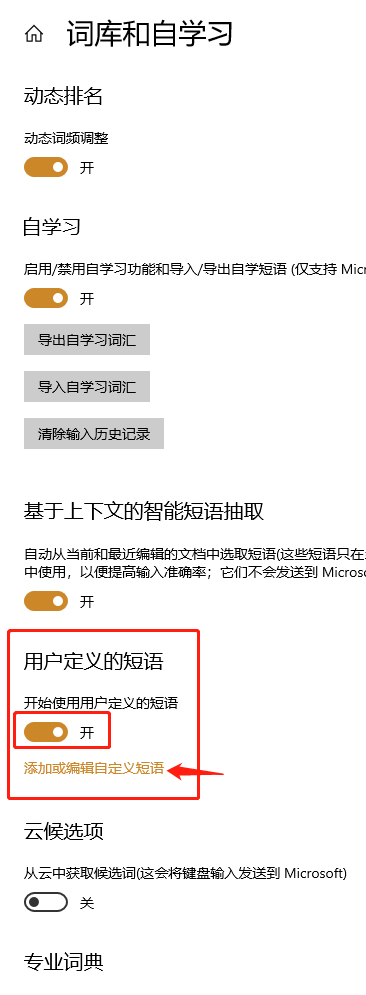 词库和自学习
动态排名
动态词频调整
开
自学习
启用/禁用自学习功能和导入/导出自学短语 (仅支持 Micr
开
导出自学习词汇
导入自学习词汇
清除输入历史记录
基于上下文的智能短语抽取
自动从当前和最近编辑的文档中选取短语(这些短语只在
中使用，以便提高输入准确率；它们不会发送到 Microso
开
用户定义的短语
开始使用用户定义的短语
开
添加或编辑自定义短语
云候选项
从云中获取候选词(这会将键盘输入发送到 Microsoft)
关
专业词典